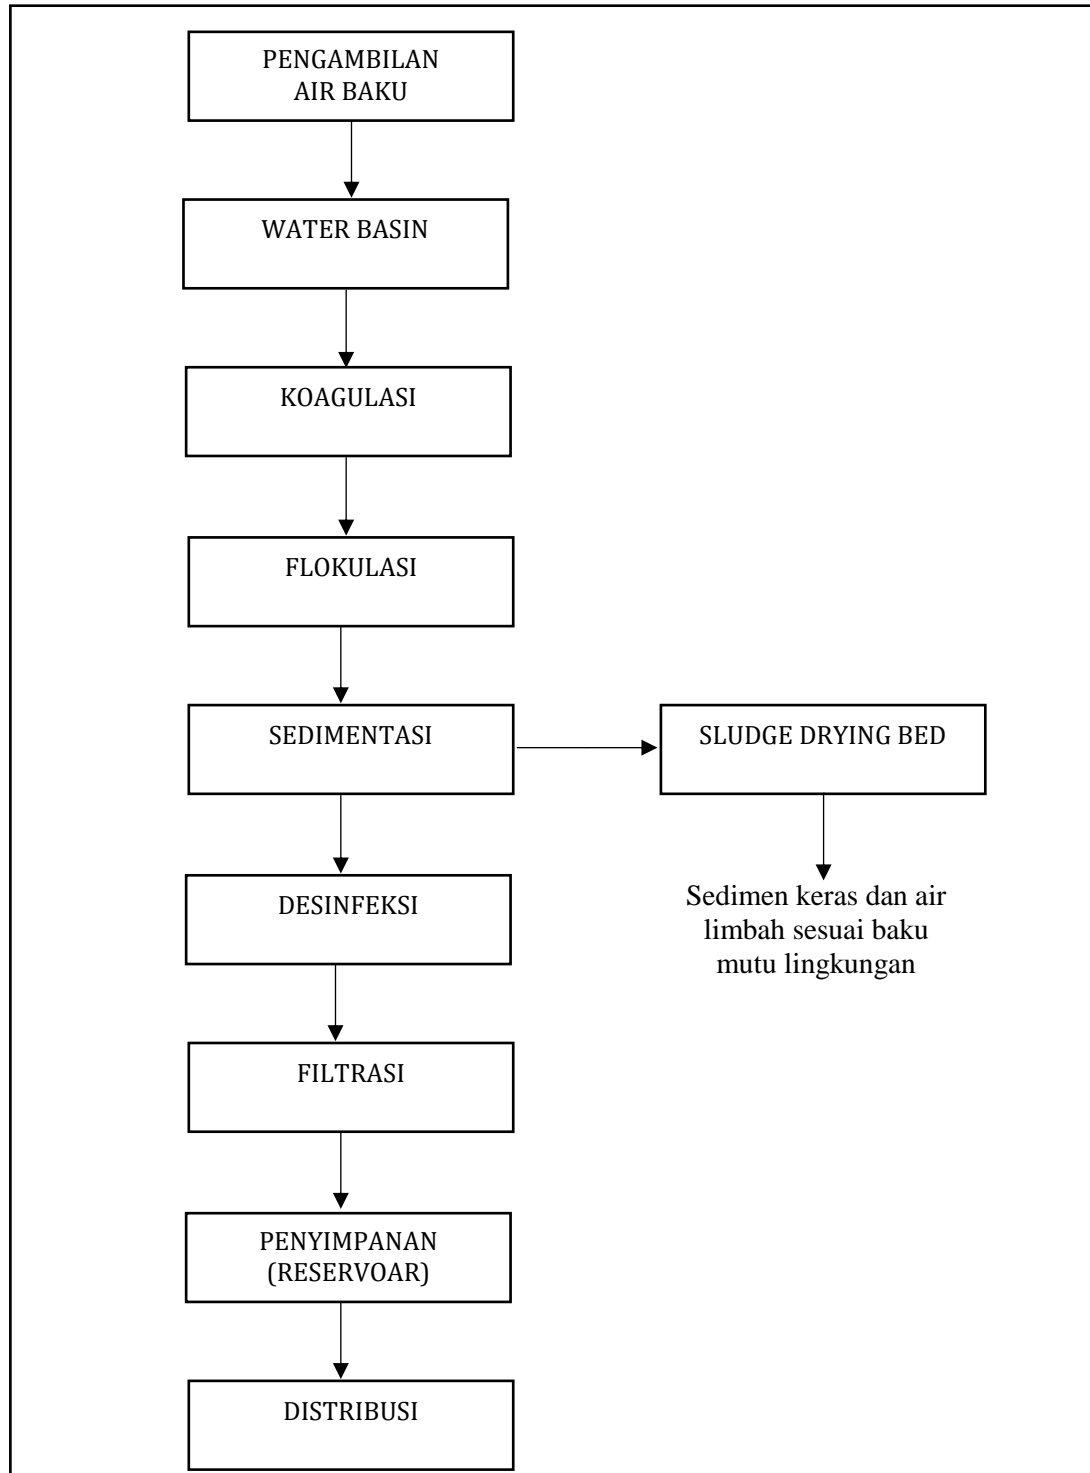 PENGAMBILAN
AIR BAKU
WATER BASIN
KOAGULASI
FLOKULASI
SEDIMENTASI
SLUDGE DRYING BED
DESINFEKSI
Sedimen keras dan air
limbah sesuai baku
mutu lingkungan
FILTRASI
PENYIMPANAN
(RESERVOAR)
DISTRIBUSI